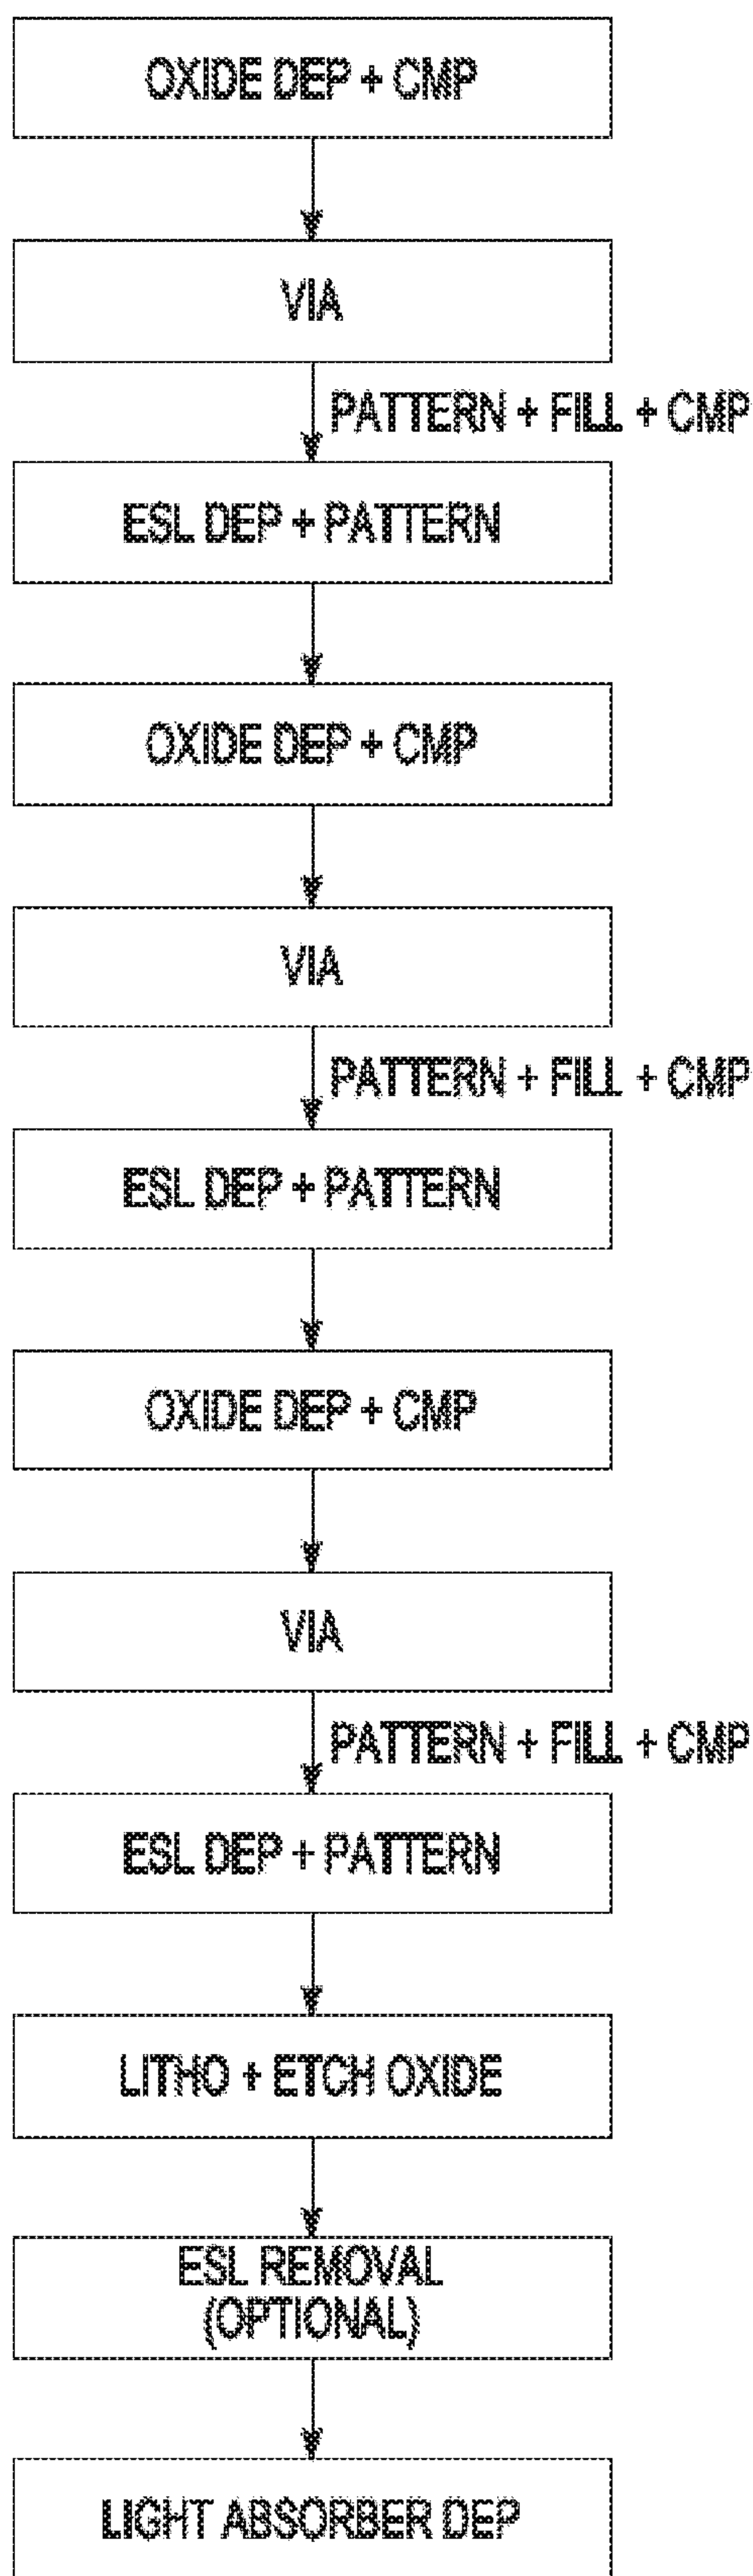 OXIDE DEP + CMP
VIA
PATTERN + FILL + CMP
ESL DEP + PATTERN
OXIDE DEP + CMP
VIA
PATTERN + FILL + CMP
ESL DEP + PATTERN
OXIDE DEP + CMP
VIA
PATTERN + FILL + CMP
ESL DEP + PATTERN
LITHO + ETCH OXIDE
ESL REMOVAL
(OPTIONAL)
LIGHT ABSORBER DEP